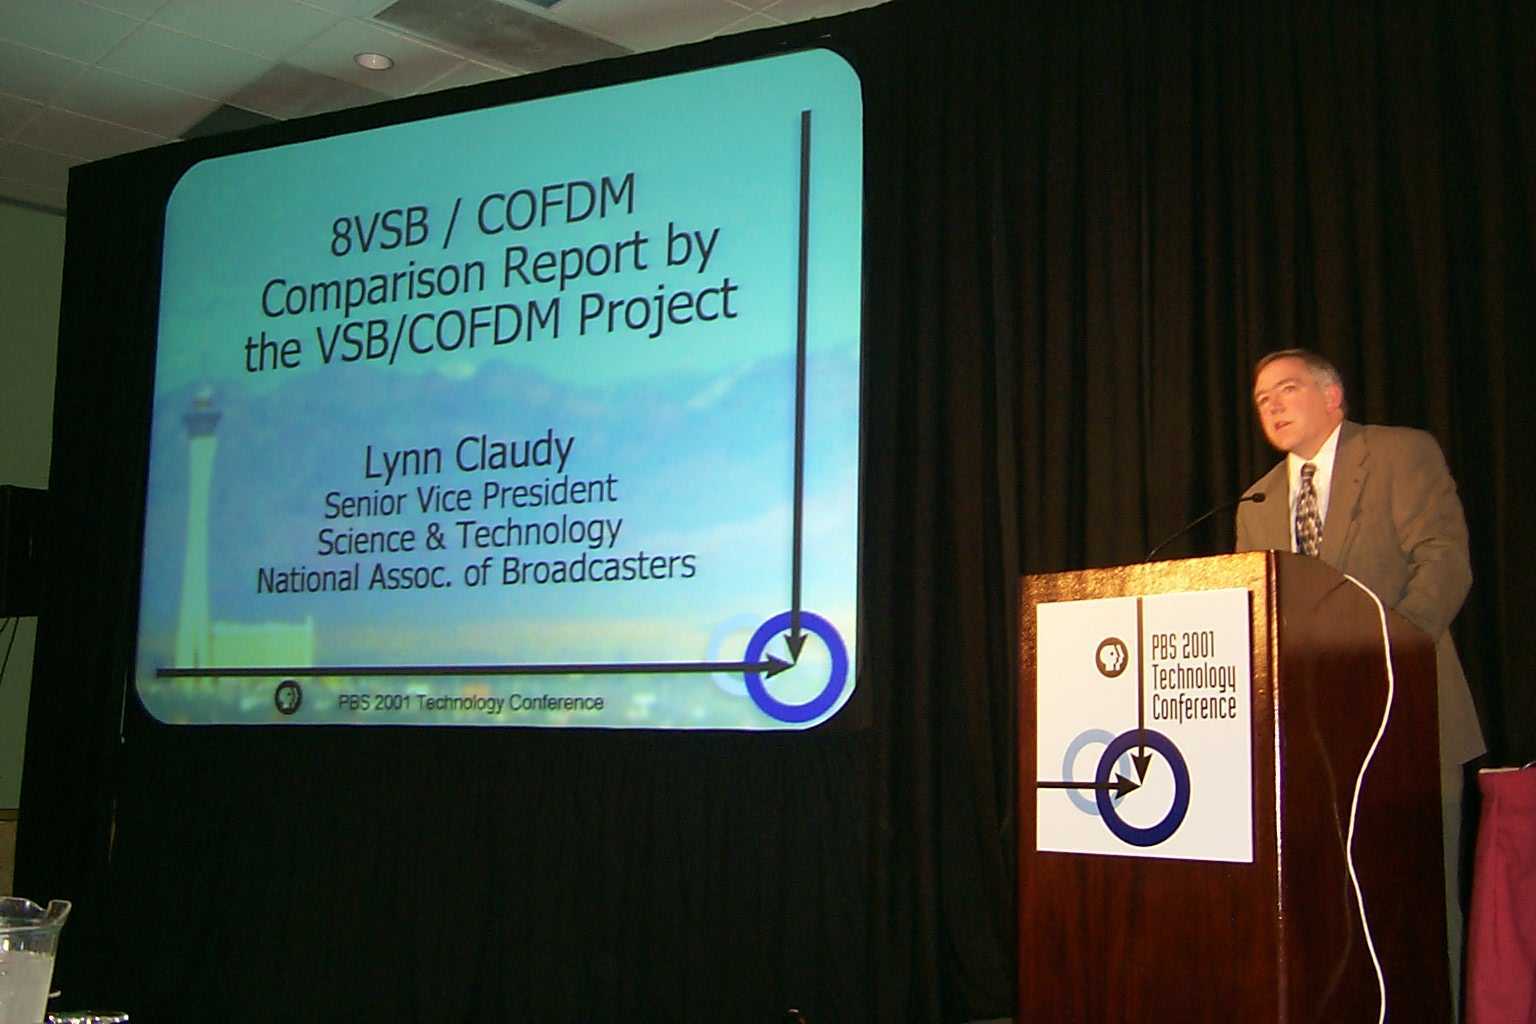 8VSB / COFDM
Comparison Report by
the VSB/COFDM Project
Lynn Claudy
Senior Vice President
Science & Technology
National Assoc. of Broadcasters
PBS 2001 Technology Conference
PBS 2001
Technology
Conference